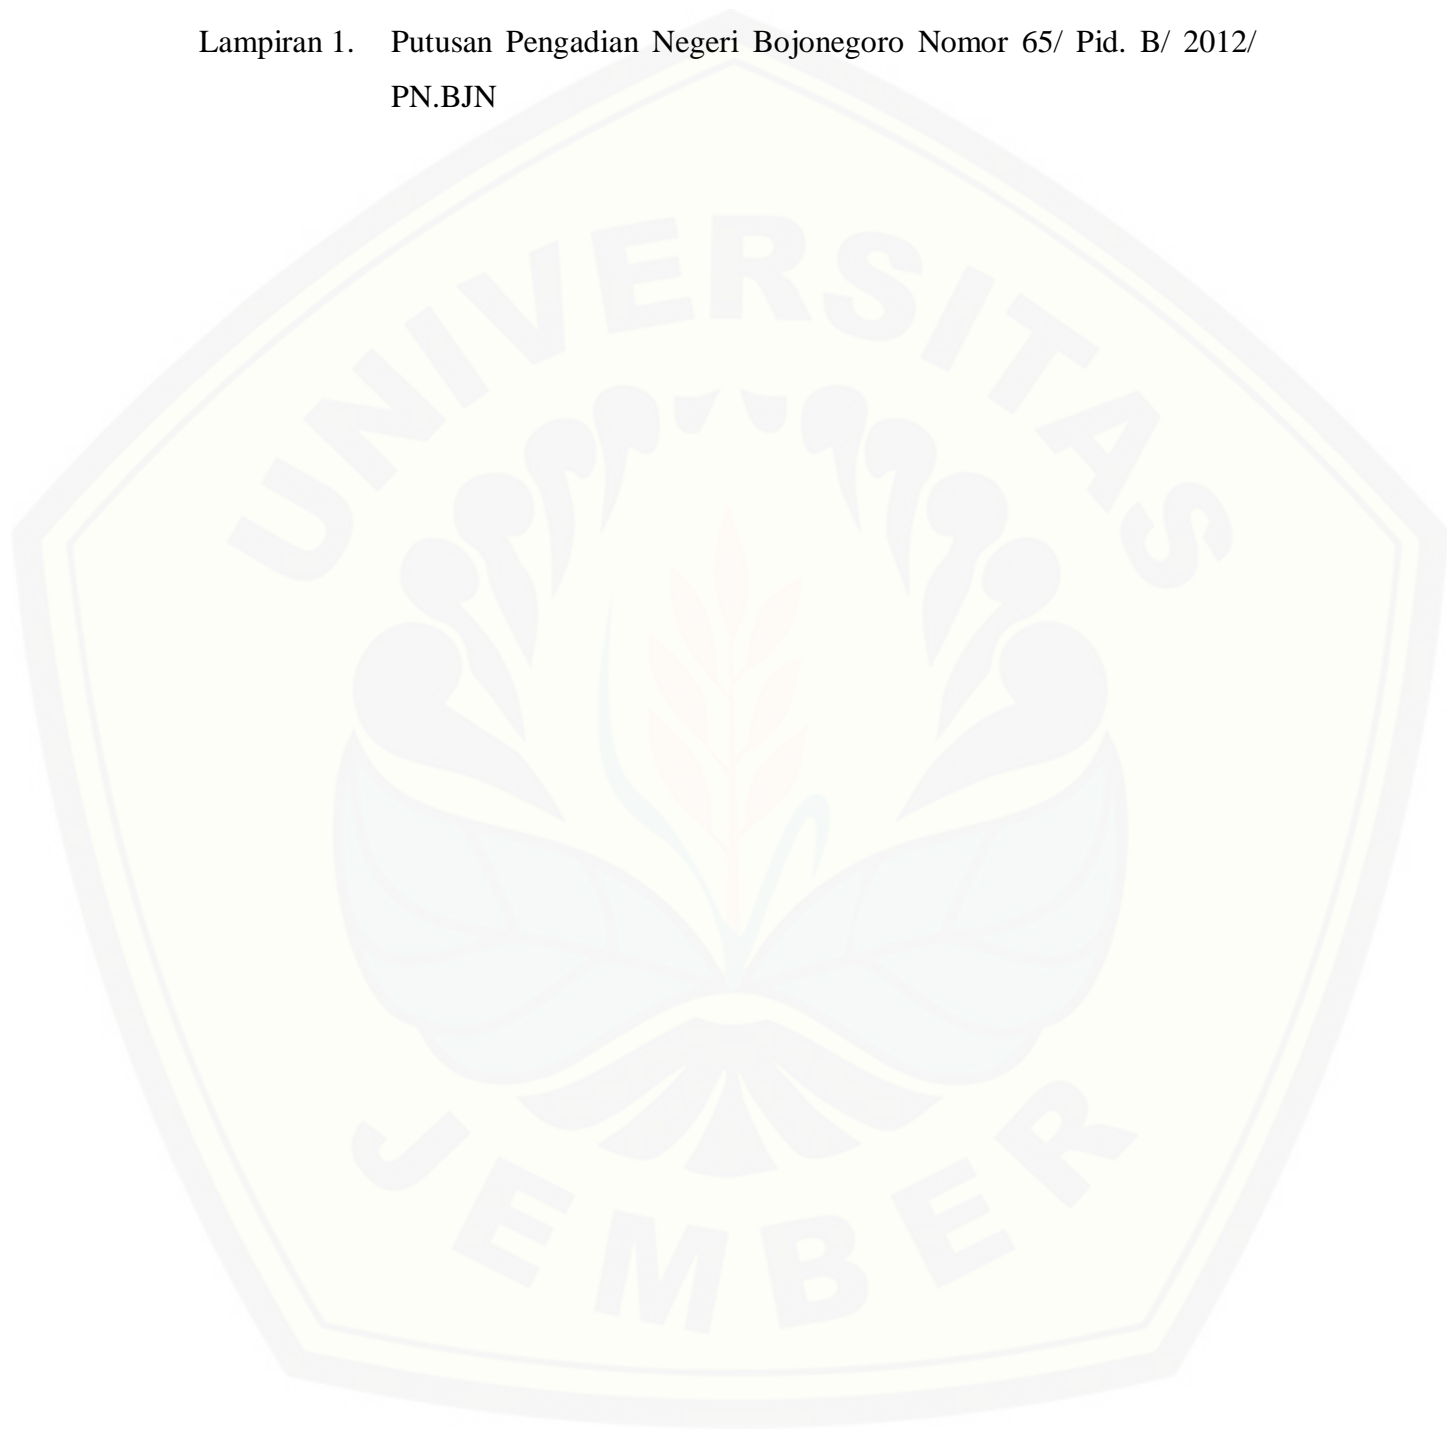 Lampiran 1. Putusan Pengadian Negeri Bojonegoro Nomor 65/ Pid. B/ 2012/
PN.BJN
UNIVERSITAS
JEMBER